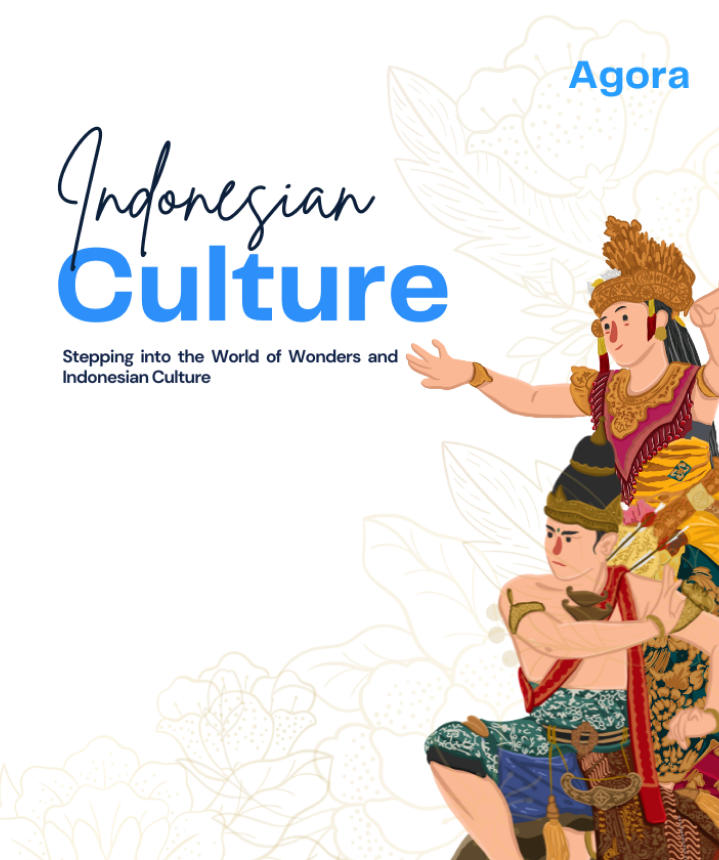 Agora
Indonesian
Culture
Stepping into the World of Wonders and
Indonesian Culture